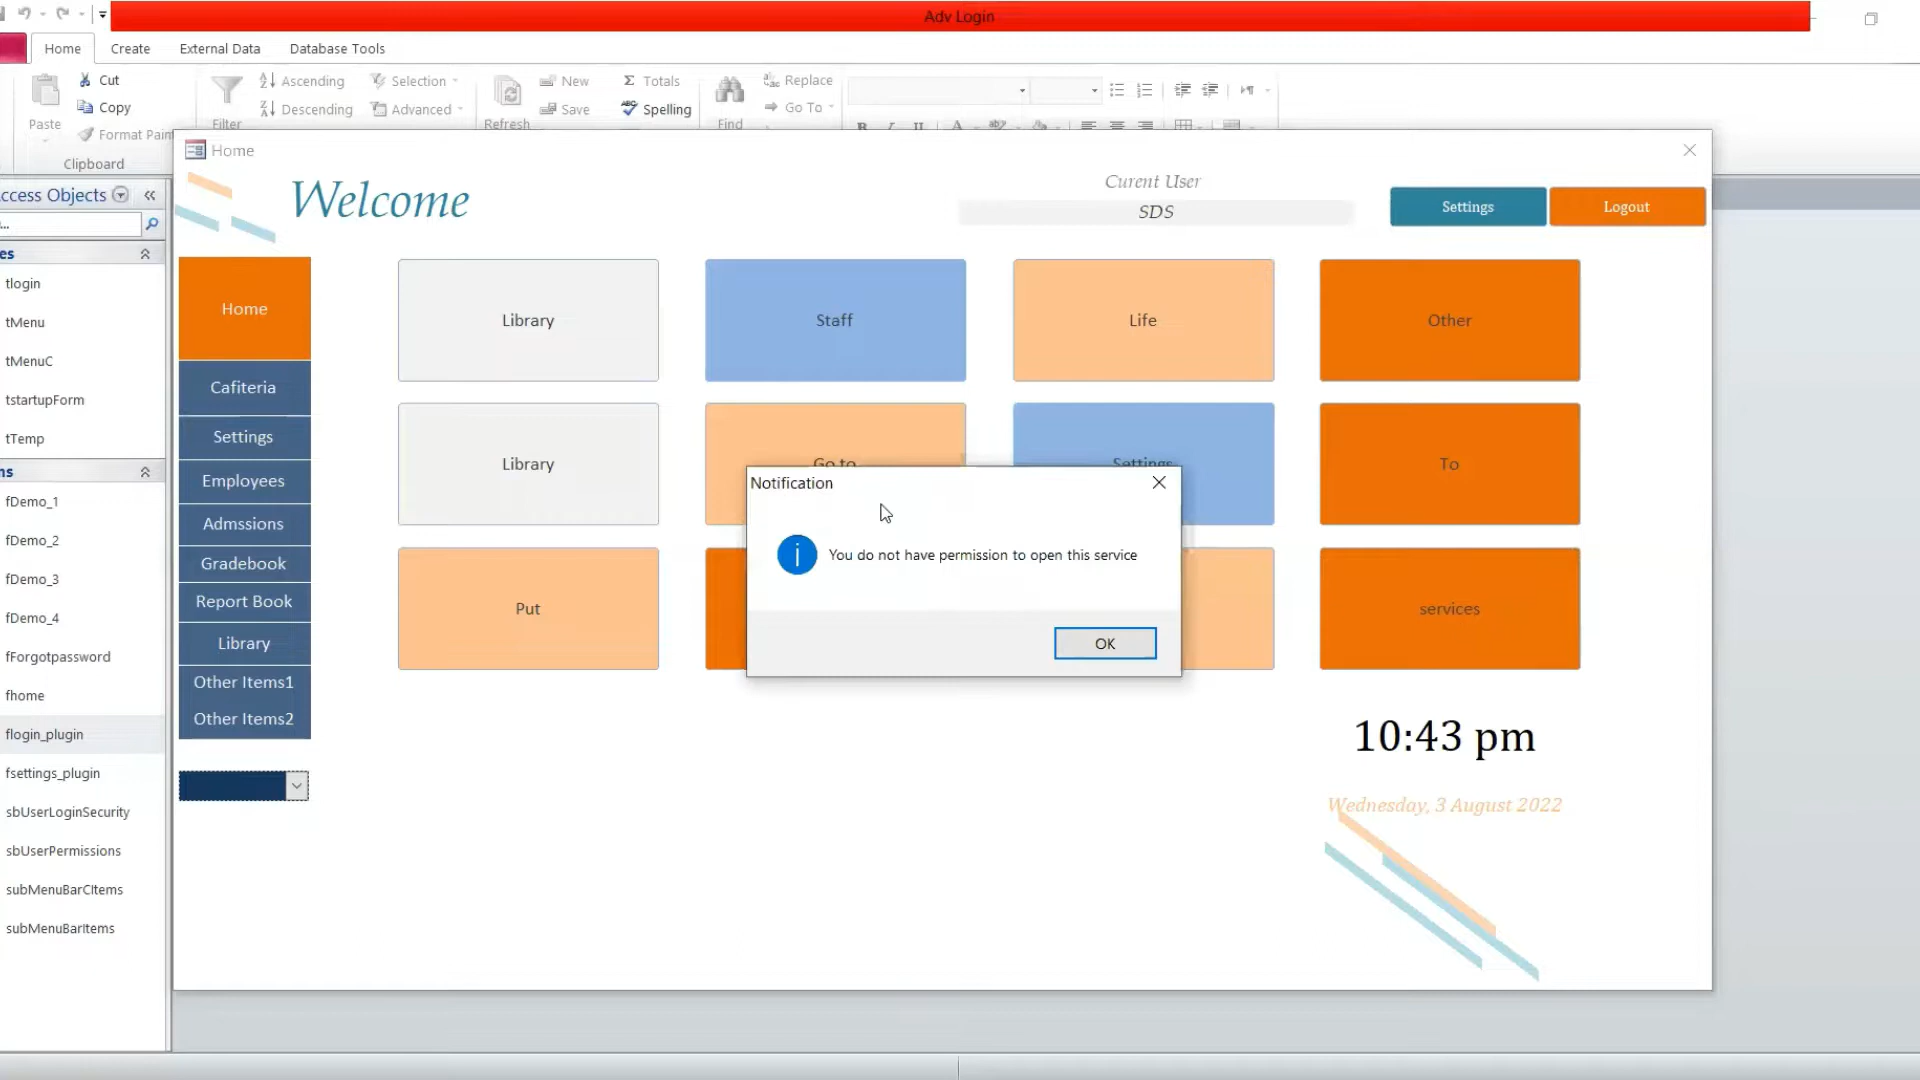 Adv Login
Home Create External Data Database Tools
Cut
Copy
Format Pain
Paste
Clipboard
Filter
Ascending
Descending
Selection
Advanced
Refresh
New
Save
Totals
Spelling
Find
Replace
Go To
Home
Welcome
Curent User
SDS
Settings
Logout
ccess Objects
...
es
tlogin
tMenu
tMenuC
tstartupForm
tTemp
ns
fDemo_1
fDemo_2
fDemo_3
fDemo_4
fForgotpassword
fhome
flogin_plugin
fsettings_plugin
sbUserLoginSecurity
sbUserPermissions
subMenuBarCItems
subMenuBarItems
Home
Cafiteria
Settings
Employees
Admssions
Gradebook
Report Book
Library
Other Items1
Other Items2
Library Staff Life Other
Library Go to Settings To
Put services
Notification
You do not have permission to open this service
OK
10:43 pm
Wednesday, 3 August 2022